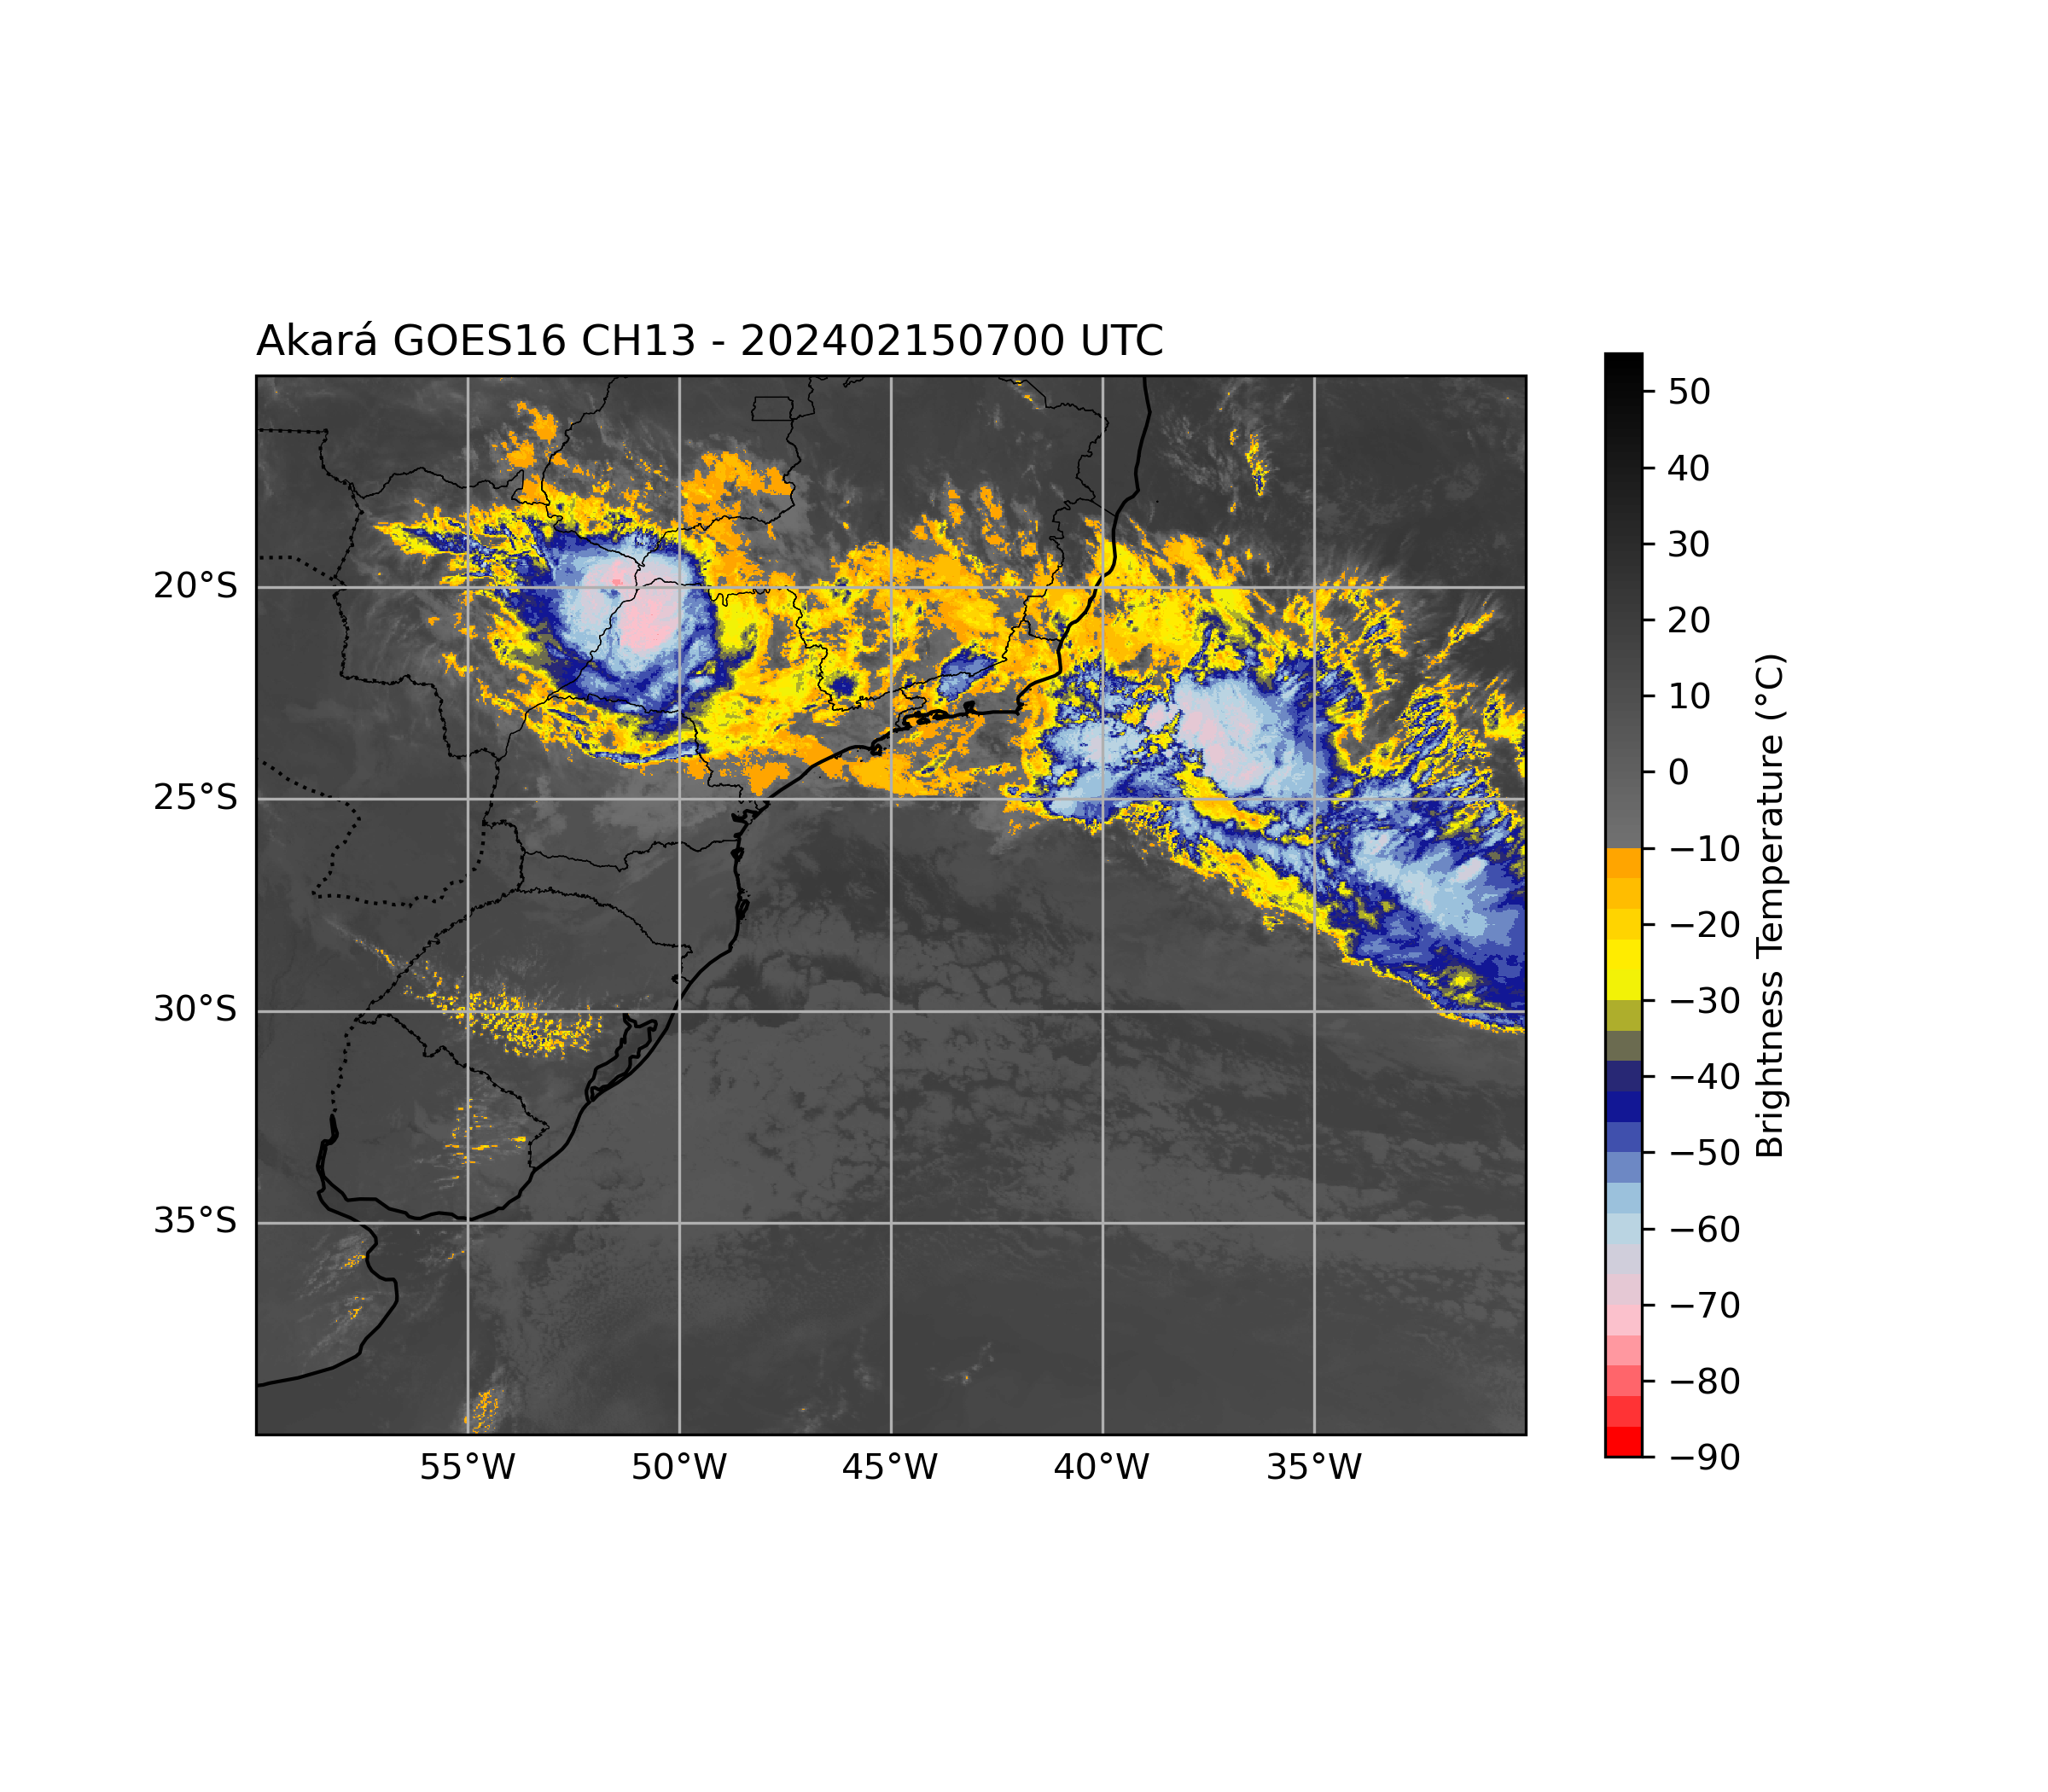 Akará GOES16 CH13 - 202402150700 UTC
20°S
25°S
30°S
35°S
55°W
50°W
45°W
40°W
35°W
50
40
30
20
10
0
−10
−20
−30
−40
−50
−60
−70
−80
−90
Brightness Temperature (°C)